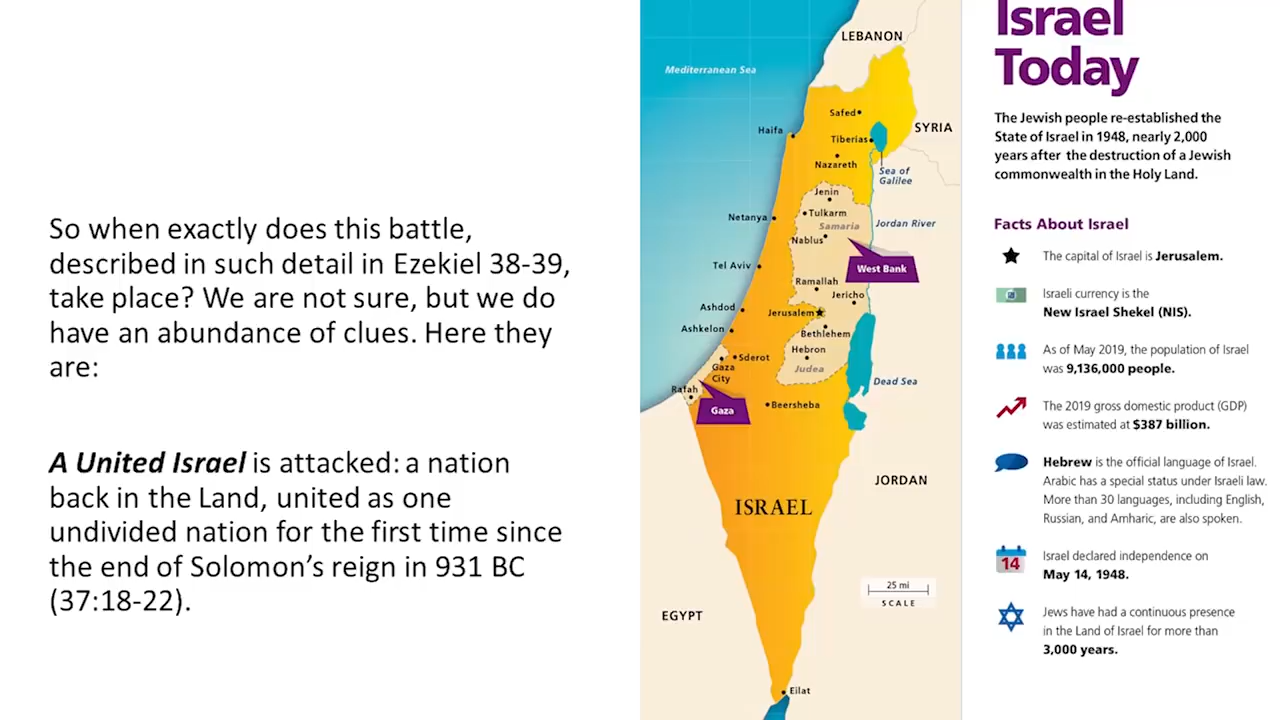 So when exactly does this battle,
described in such detail in Ezekiel 38-39,
take place? We are not sure, but we do
have an abundance of clues. Here they
are:
A United Israel is attacked: a nation
back in the Land, united as one
undivided nation for the first time since
the end of Solomon's reign in 931 BC
(37:18-22).
LEBANON
Mediterranean Sea
Safed
SYRIA
Haifa
Tiberias
Nazareth
Sea of
Galilee
Jenin
Tulkarm
Netanya
Samaria
Jordan River
Nablus
Tel Aviv
West Bank
Ramallah
Jericho
Ashdod
Jerusalem
Ashkelon
Bethlehem
Hebron
Sderot
Gaza
City
Judea
Dead Sea
Rafah
Gaza
Beersheba
JORDAN
ISRAEL
25 mi
SCALE
EGYPT
Eilat
Israel
Today
The Jewish people re-established the
State of Israel in 1948, nearly 2,000
years after the destruction of a Jewish
commonwealth in the Holy Land.
Facts About Israel
The capital of Israel is Jerusalem.
Israeli currency is the
New Israel Shekel (NIS).
As of May 2019, the population of Israel
was 9,136,000 people.
The 2019 gross domestic product (GDP)
was estimated at $387 billion.
Hebrew is the official language of Israel.
Arabic has a special status under Israeli law.
More than 30 languages, including English,
Russian, and Amharic, are also spoken.
14
Israel declared independence on
May 14, 1948.
Jews have had a continuous presence
in the Land of Israel for more than
3,000 years.